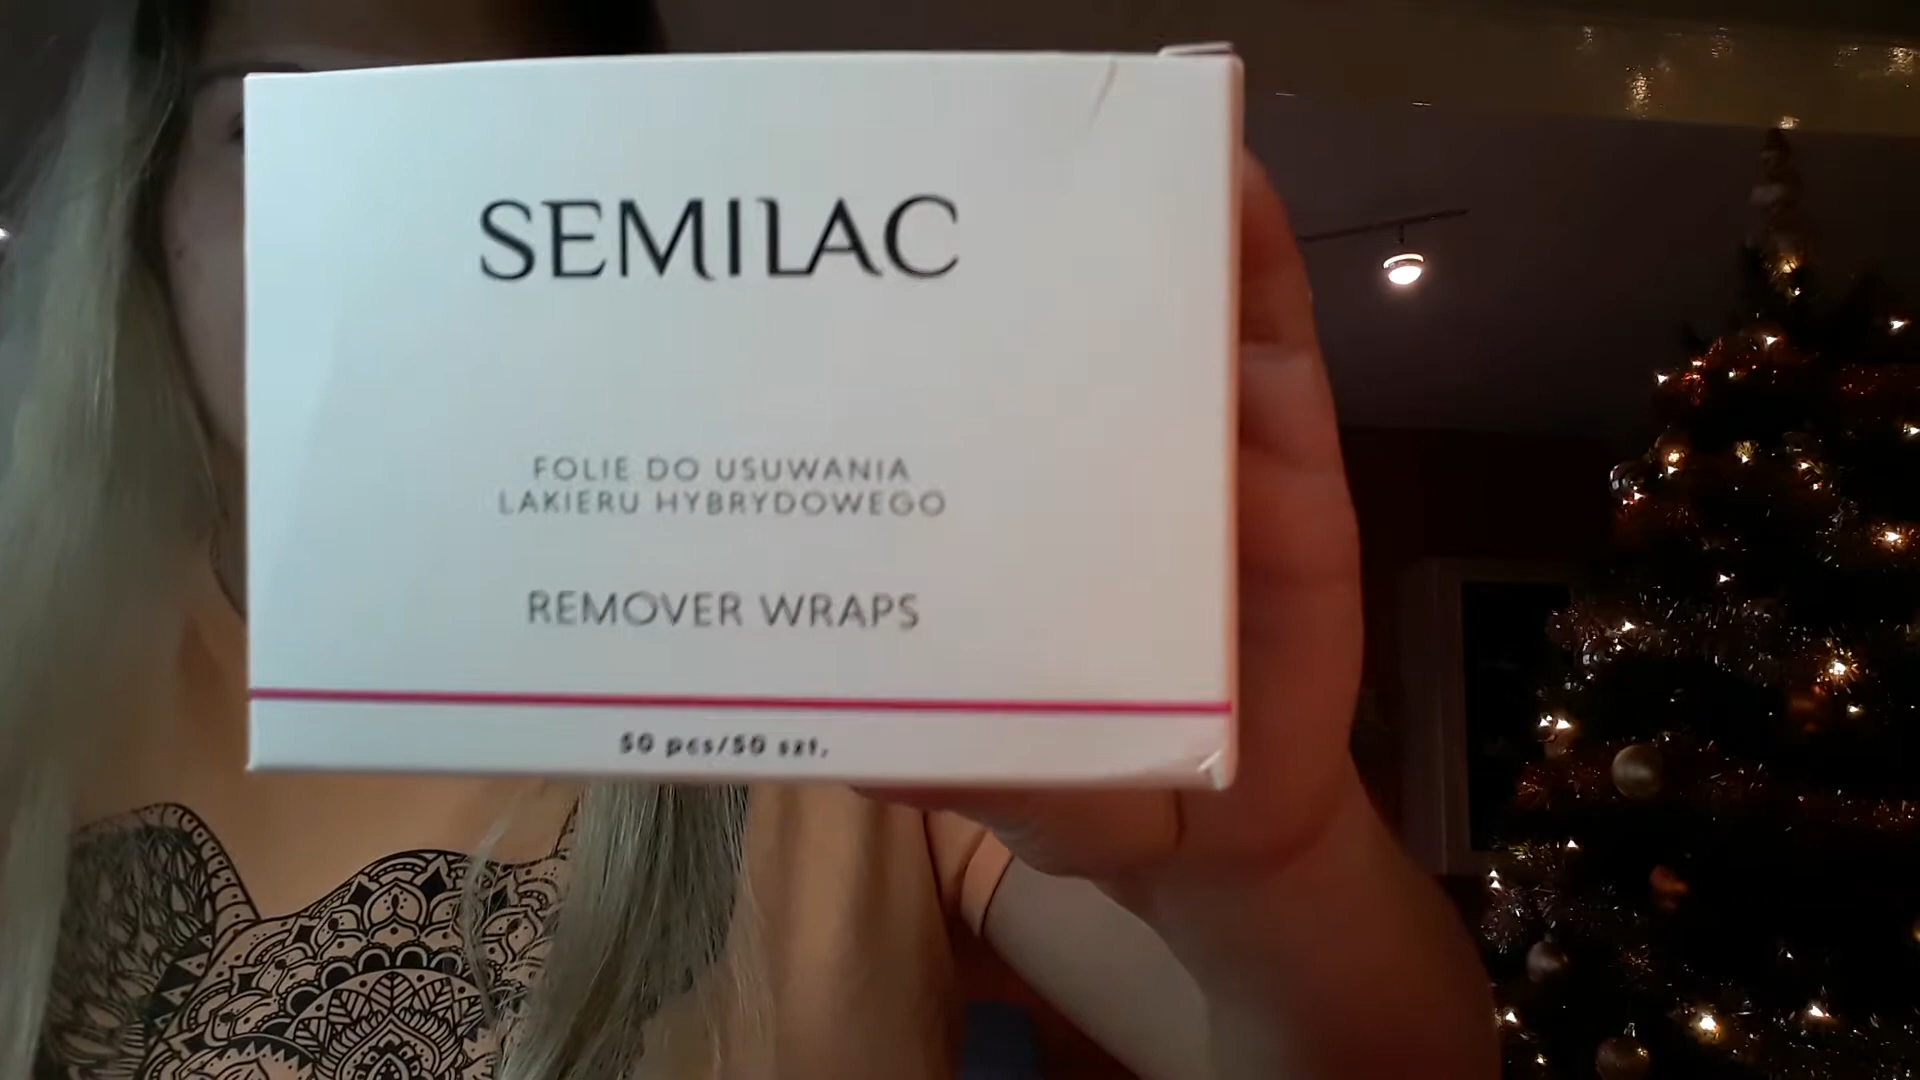 SEMILAC
FOLIE DO USUWANIA
LAKIERU HYBRYDOWEGO
REMOVER WRAPS
50 pcs/50 szt.